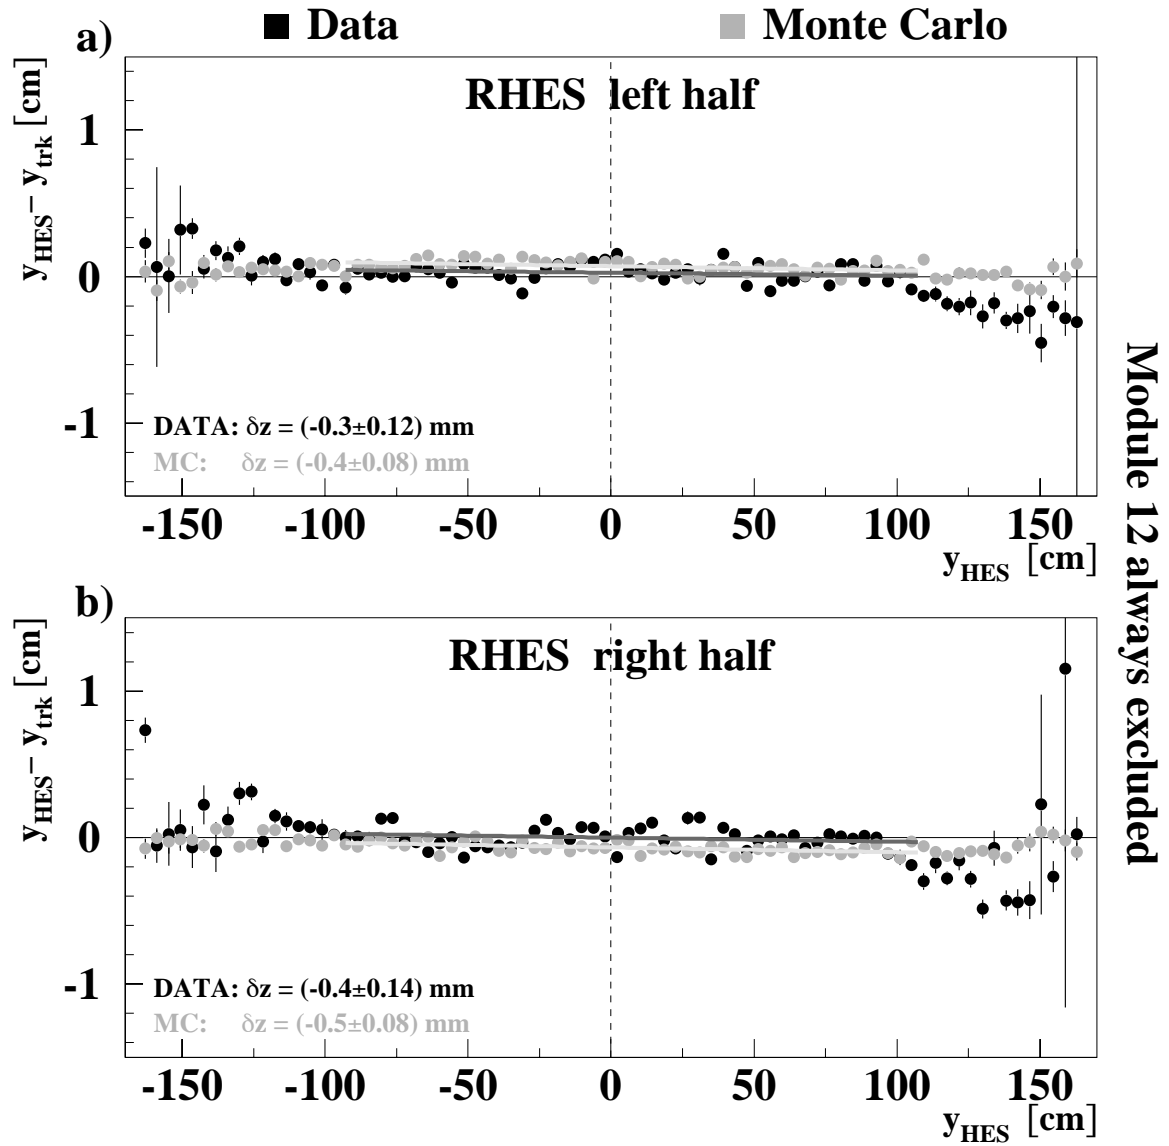 Data
Monte Carlo
a)
RHES left half
y_HES − y_trk [cm]
1
0
-1
DATA: δz = (-0.3±0.12) mm
MC: δz = (-0.4±0.08) mm
-150 -100 -50 0 50 100 150
y_HES [cm]
b)
RHES right half
y_HES − y_trk [cm]
1
0
-1
DATA: δz = (-0.4±0.14) mm
MC: δz = (-0.5±0.08) mm
-150 -100 -50 0 50 100 150
y_HES [cm]
Module 12 always excluded